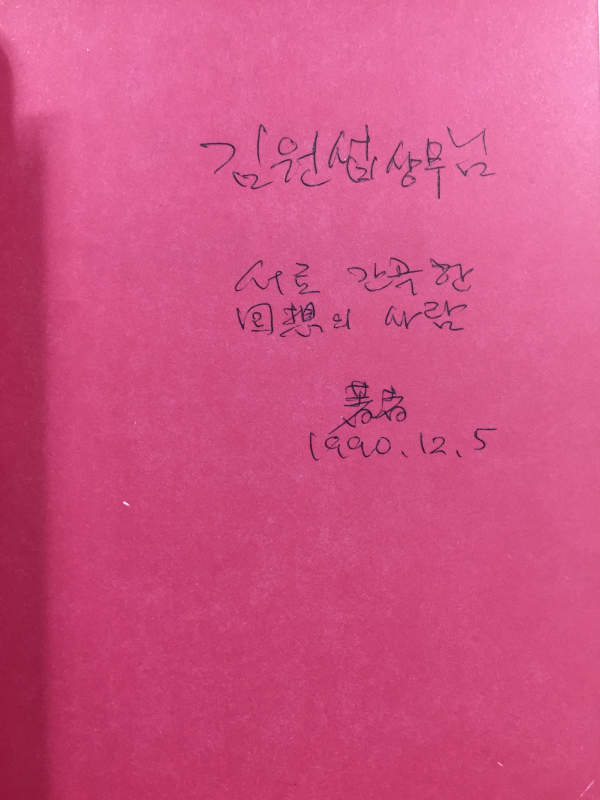 김원섭 상무님
서로 간곡한
回想의 사람
著者
1990.12.5